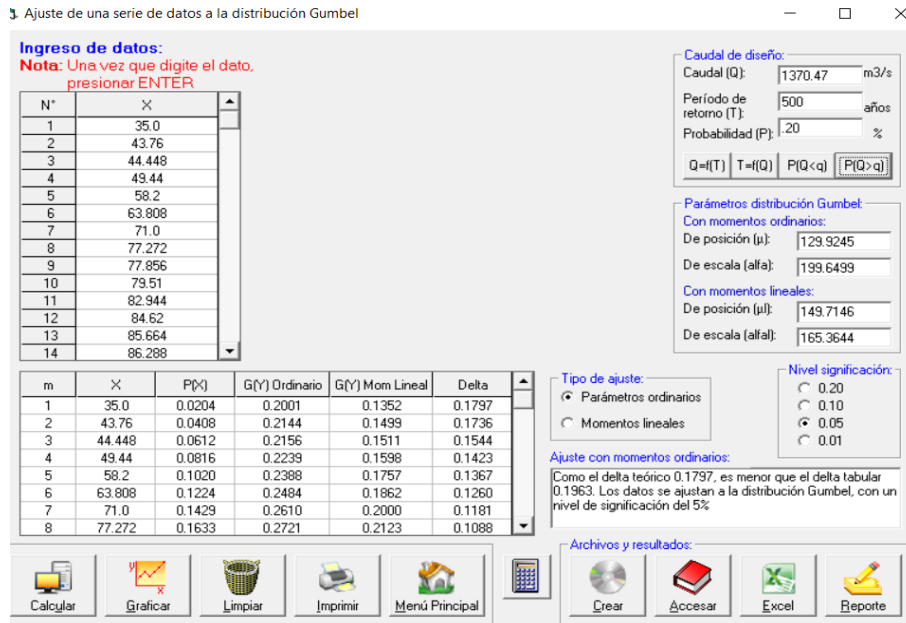 Ajuste de una serie de datos a la distribución Gumbel
Ingreso de datos:
Nota: Una vez que digite el dato,
presionar ENTER
N° X
1 35.0
2 43.76
3 44.448
4 49.44
5 58.2
6 63.808
7 71.0
8 77.272
9 77.856
10 79.51
11 82.944
12 84.62
13 85.664
14 86.288
Caudal de diseño:
Caudal (Q): 1370.47 m3/s
Período de
retorno (T): 500 años
Probabilidad (P): .20 %
Q=f(T) T=f(Q) P(Q<q) P(Q>q)
Parámetros distribución Gumbel:
Con momentos ordinarios:
De posición (µ): 129.9245
De escala (alfa): 199.6499
Con momentos lineales:
De posición (µl): 149.7146
De escala (alfal): 165.3644
m X P(X) G(Y) Ordinario G(Y) Mom Lineal Delta
1 35.0 0.0204 0.2001 0.1352 0.1797
2 43.76 0.0408 0.2144 0.1499 0.1736
3 44.448 0.0612 0.2156 0.1511 0.1544
4 49.44 0.0816 0.2239 0.1598 0.1423
5 58.2 0.1020 0.2388 0.1757 0.1367
6 63.808 0.1224 0.2484 0.1862 0.1260
7 71.0 0.1429 0.2610 0.2000 0.1181
8 77.272 0.1633 0.2721 0.2123 0.1088
Tipo de ajuste:
Parámetros ordinarios
Momentos lineales
Nivel significación:
0.20
0.10
0.05
0.01
Ajuste con momentos ordinarios:
Como el delta teórico 0.1797, es menor que el delta tabular
0.1963. Los datos se ajustan a la distribución Gumbel, con un
nivel de significación del 5%
Calcular Graficar Limpiar Imprimir Menú Principal
Archivos y resultados:
Crear Accesar Excel Reporte